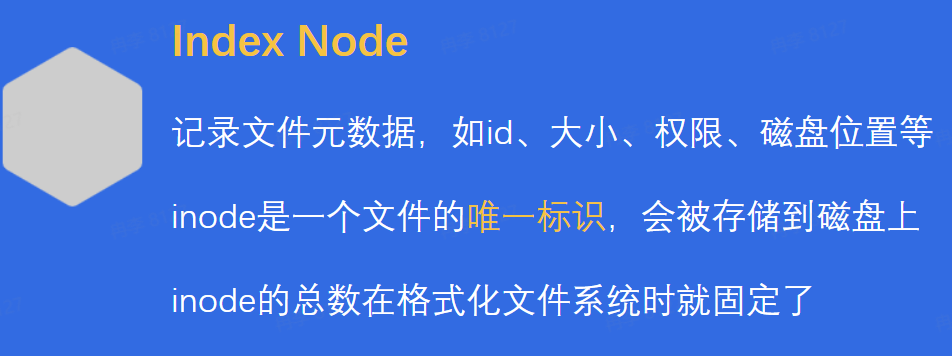 Index Node
记录文件元数据，如id、大小、权限、磁盘位置等
inode是一个文件的唯一标识，会被存储到磁盘上
inode的总数在格式化文件系统时就固定了